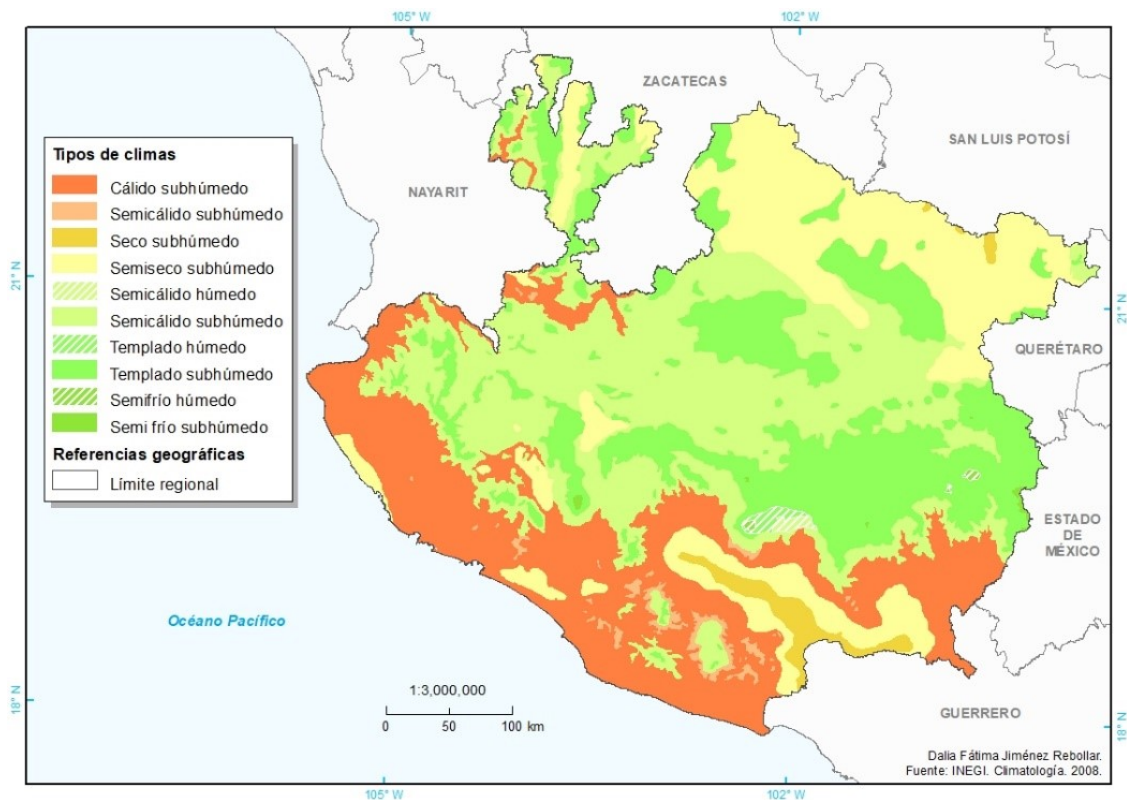 105° W
102° W
ZACATECAS
SAN LUIS POTOSÍ
NAYARIT
Tipos de climas
Cálido subhúmedo
Semicálido subhúmedo
Seco subhúmedo
Semiseco subhúmedo
Semicálido húmedo
Semicálido subhúmedo
Templado húmedo
Templado subhúmedo
Semifrío húmedo
Semi frío subhúmedo
Referencias geográficas
Límite regional
21° N
21° N
QUERÉTARO
ESTADO
DE
MÉXICO
Océano Pacífico
1:3,000,000
0 50 100 km
18° N
18° N
GUERRERO
Dalia Fátima Jiménez Rebollar.
Fuente: INEGI. Climatología. 2008.
105° W
102° W